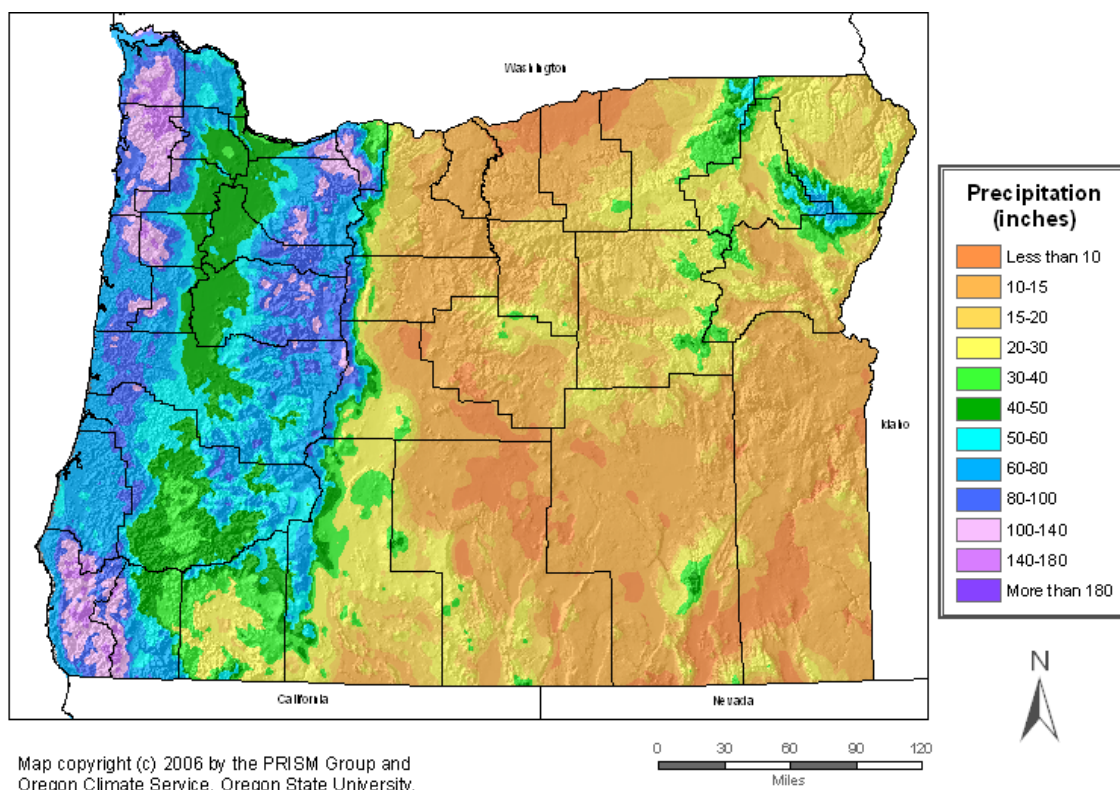 Washington
Idaho
California
Nevada
Precipitation
(inches)
Less than 10
10-15
15-20
20-30
30-40
40-50
50-60
60-80
80-100
100-140
140-180
More than 180
N
0 30 60 90 120
Miles
Map copyright (c) 2006 by the PRISM Group and
Oregon Climate Service, Oregon State University.